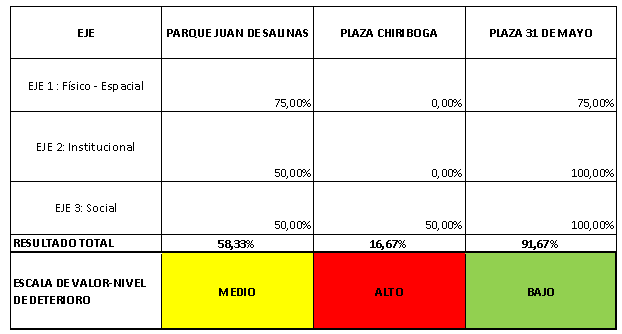 EJE PARQUE JUAN DE SALINAS PLAZA CHIRIBOGA PLAZA 31 DE MAYO
EJE 1 : Físico - Espacial 75,00% 0,00% 75,00%
EJE 2: Institucional 50,00% 0,00% 100,00%
EJE 3: Social 50,00% 50,00% 100,00%
RESULTADO TOTAL 58,33% 16,67% 91,67%
ESCALA DE VALOR-NIVEL
DE DETERIORO MEDIO ALTO BAJO